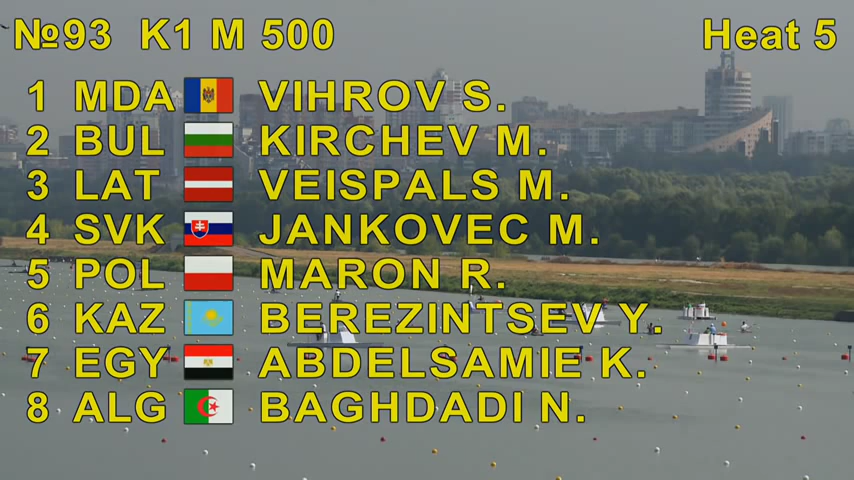 №93 K1 M 500 Heat 5
1 MDA VIHROV S.
2 BUL KIRCHEV M.
3 LAT VEISPALS M.
4 SVK JANKOVEC M.
5 POL MARON R.
6 KAZ BEREZINTSEV Y.
7 EGY ABDELSAMIE K.
8 ALG BAGHDADI N.